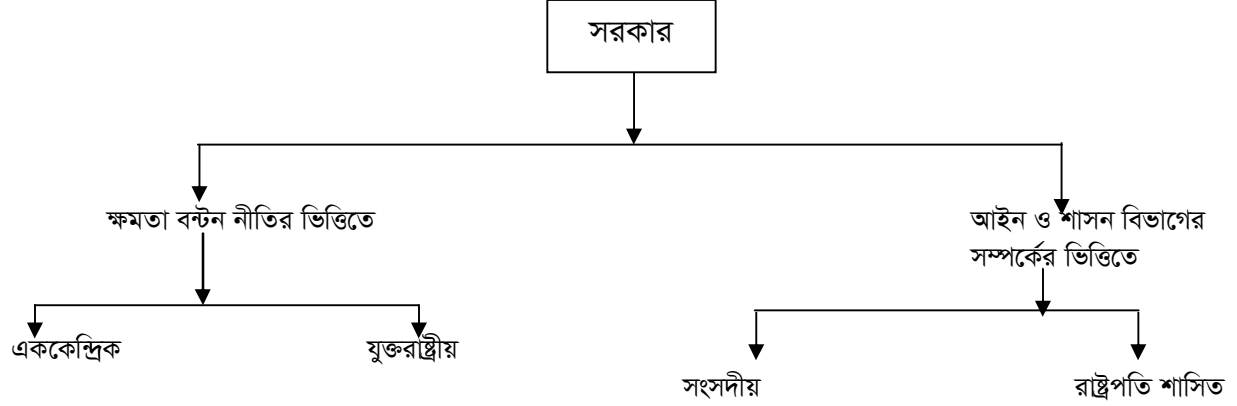 সরকার
ক্ষমতা বন্টন নীতির ভিত্তিতে
আইন ও শাসন বিভাগের
সম্পর্কের ভিত্তিতে
এককেন্দ্রিক
যুক্তরাষ্ট্রীয়
সংসদীয়
রাষ্ট্রপতি শাসিত